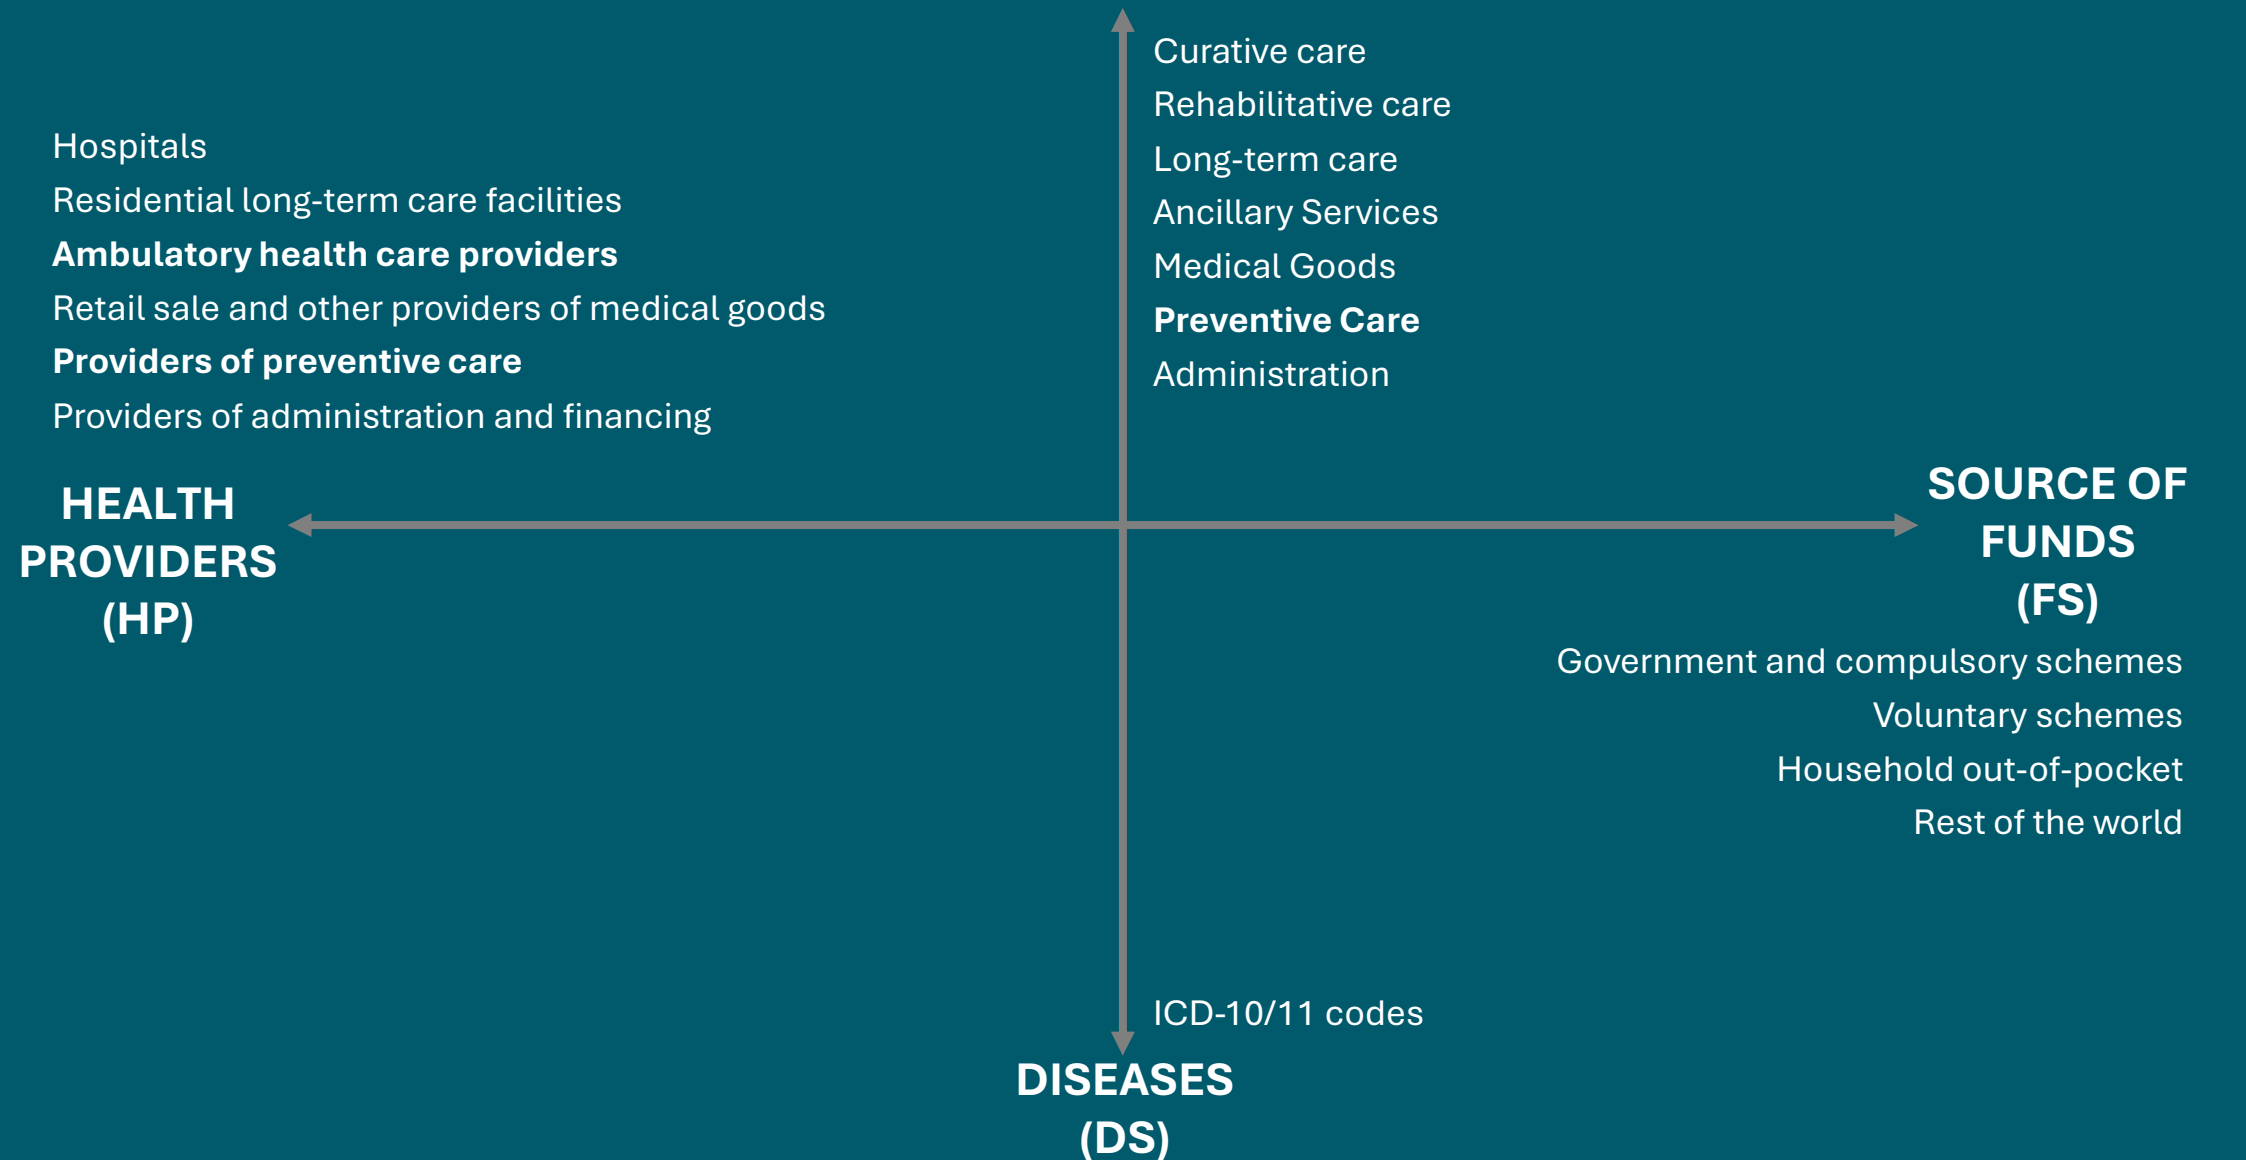 Curative care
Rehabilitative care
Long-term care
Ancillary Services
Medical Goods
Preventive Care
Administration
Hospitals
Residential long-term care facilities
Ambulatory health care providers
Retail sale and other providers of medical goods
Providers of preventive care
Providers of administration and financing
HEALTH
PROVIDERS
(HP)
SOURCE OF
FUNDS
(FS)
Government and compulsory schemes
Voluntary schemes
Household out-of-pocket
Rest of the world
ICD-10/11 codes
DISEASES
(DS)